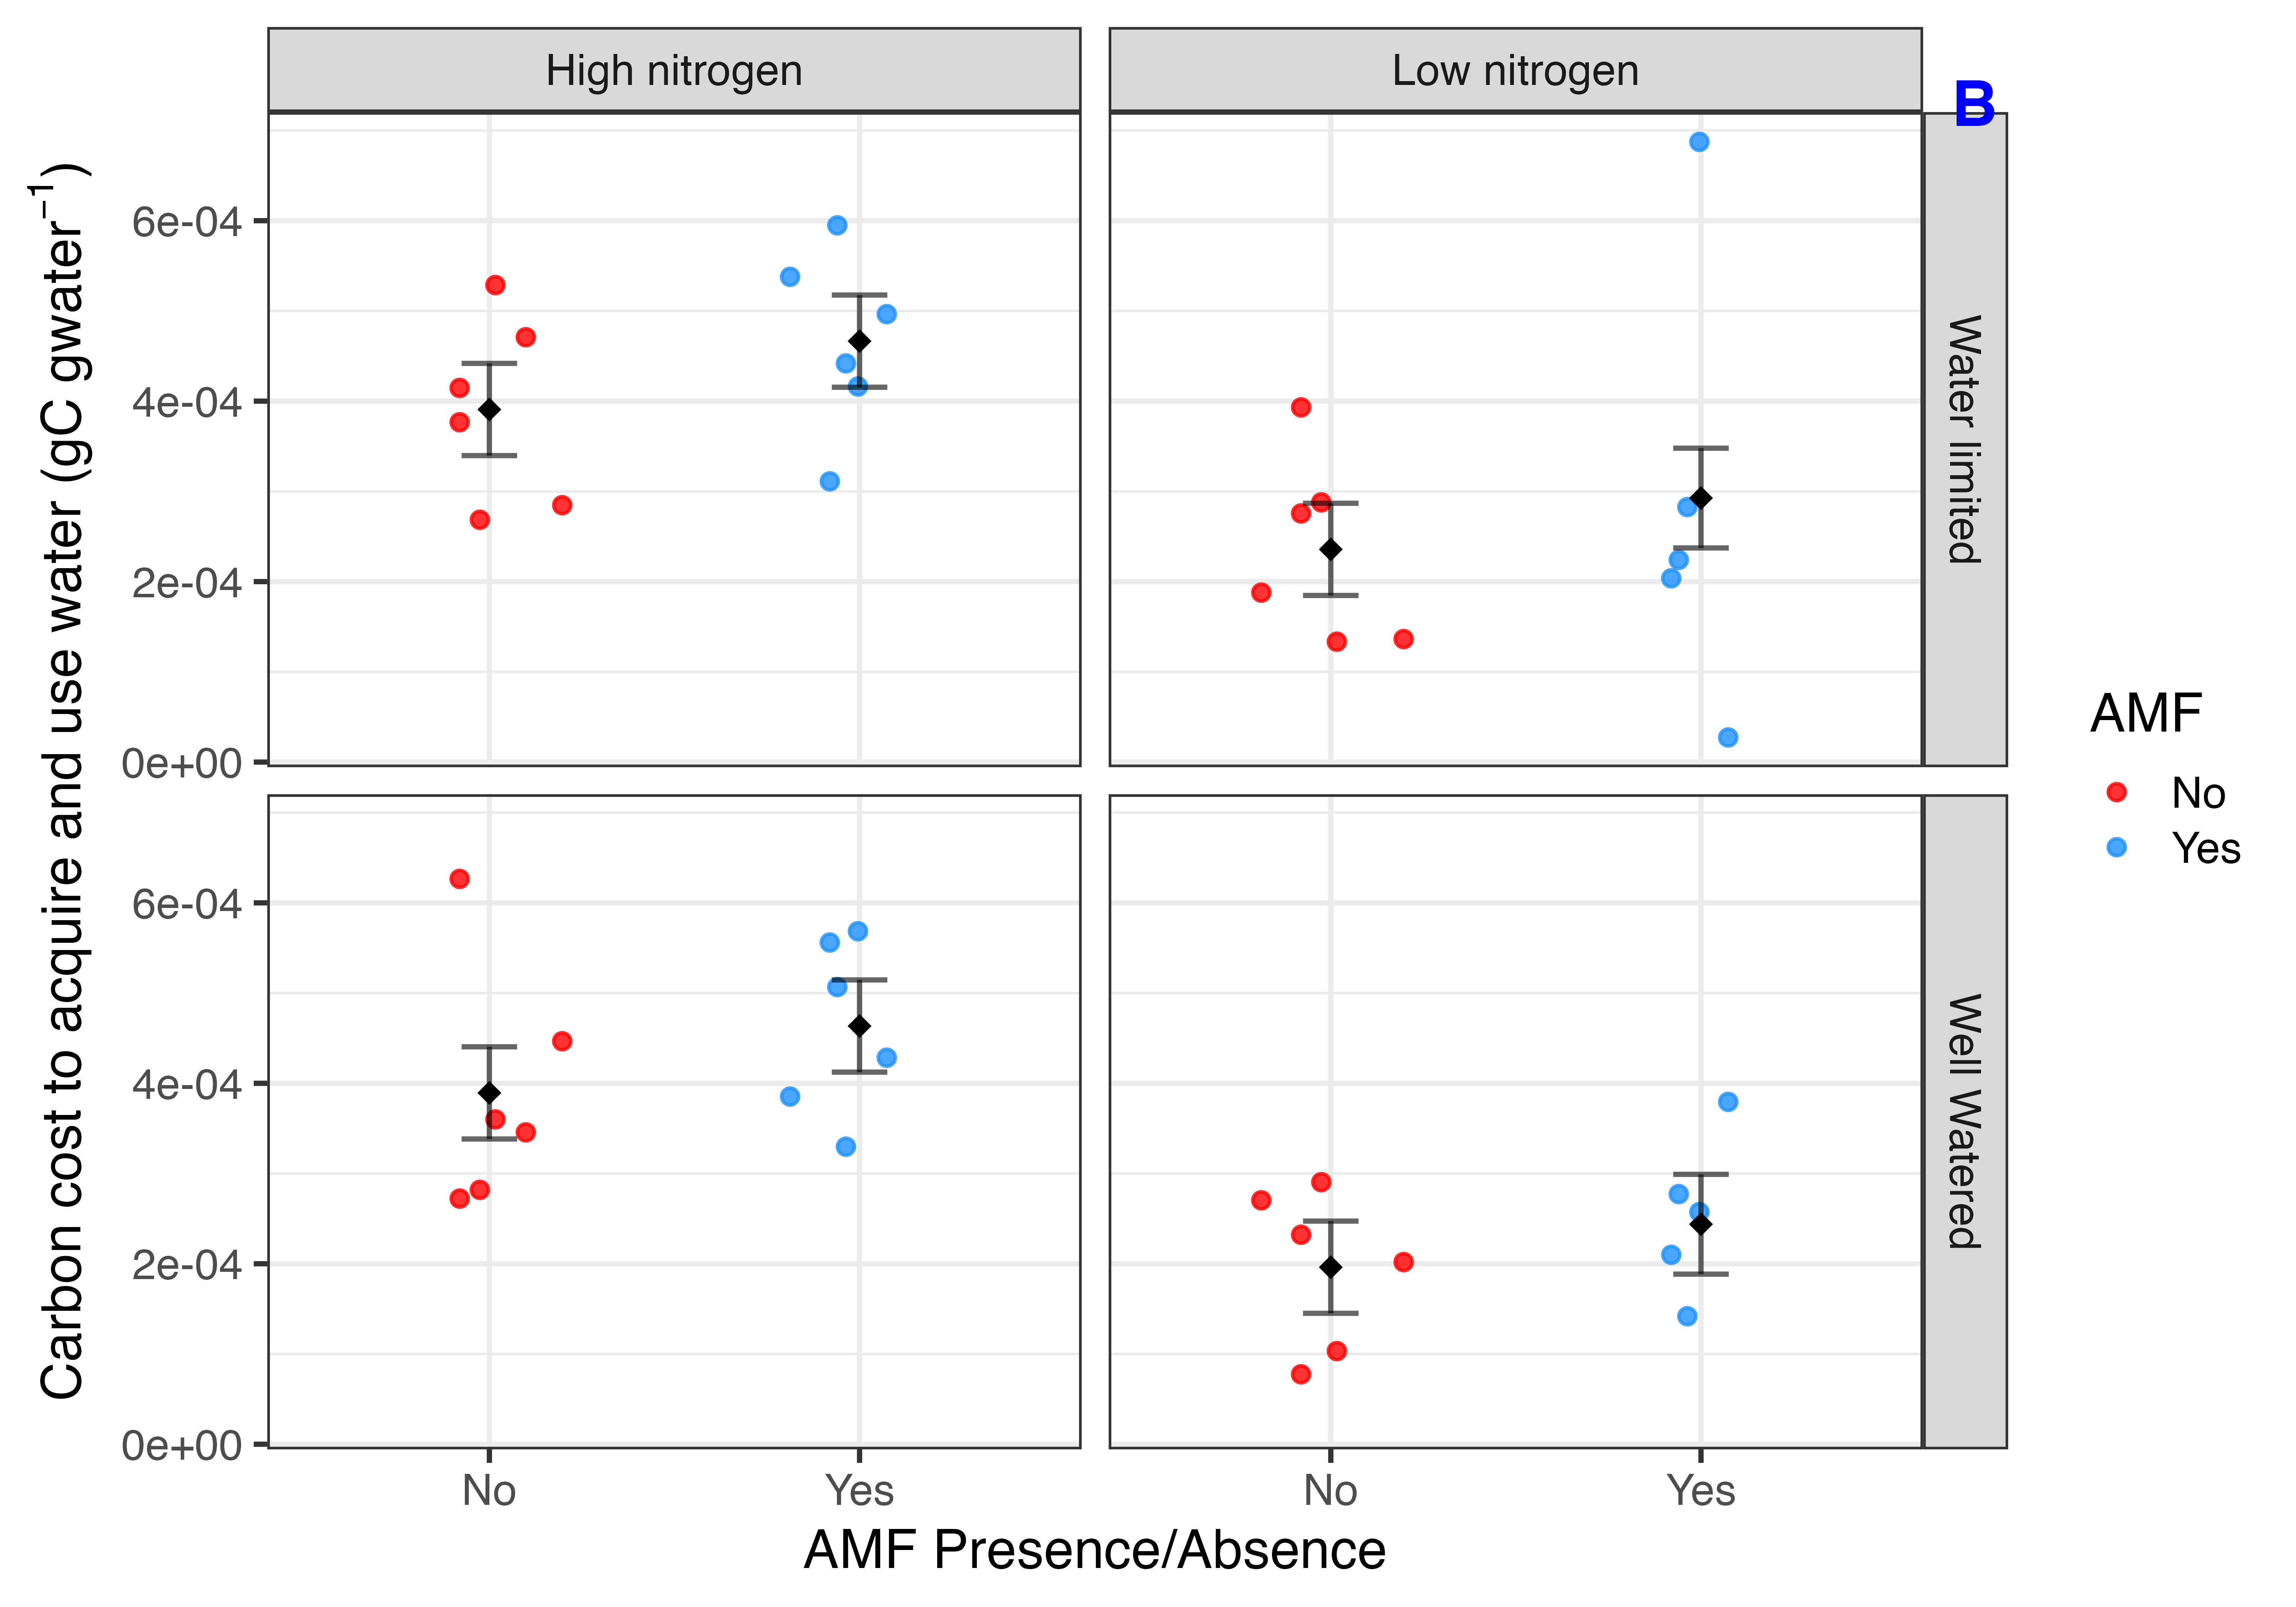 High nitrogen
Low nitrogen
B
Carbon cost to acquire and use water (gC gwater⁻¹)
6e-04
4e-04
2e-04
0e+00
Water limited
6e-04
4e-04
2e-04
0e+00
Well Watered
AMF
No
Yes
No
Yes
No
Yes
AMF Presence/Absence